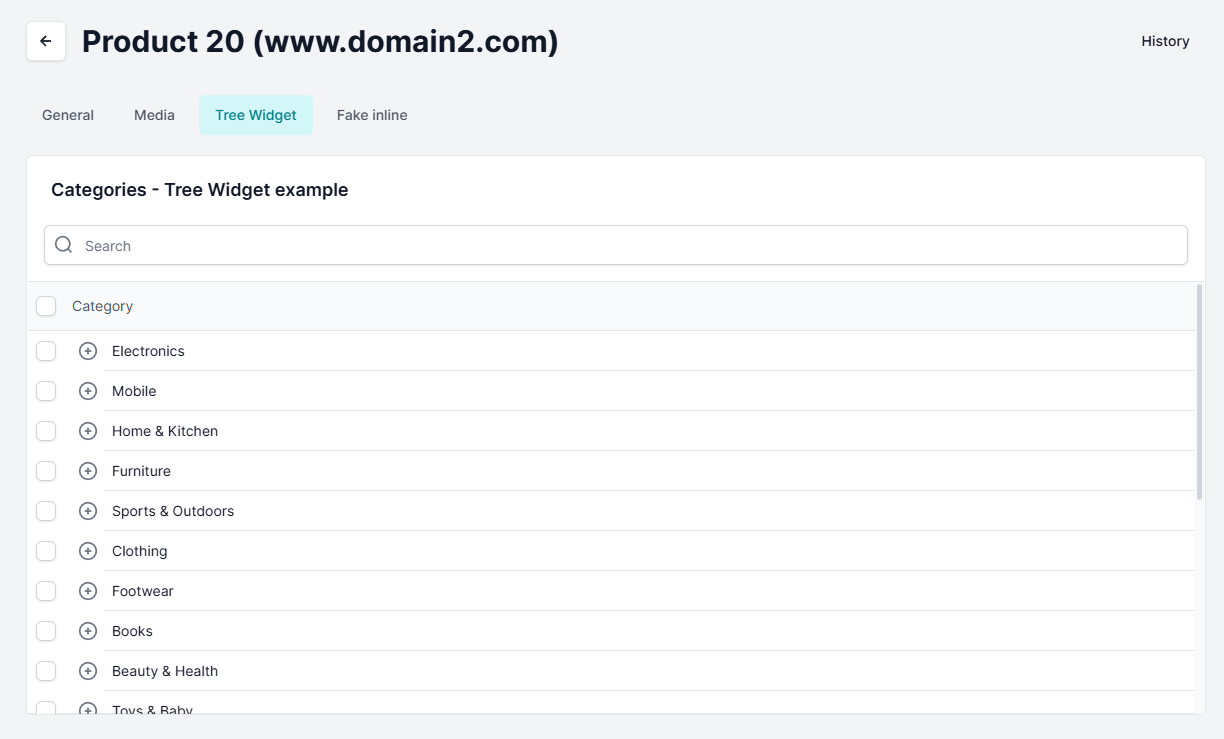 Product 20 (www.domain2.com)
History
General
Media
Tree Widget
Fake inline
Categories - Tree Widget example
Search
Category
Electronics
Mobile
Home & Kitchen
Furniture
Sports & Outdoors
Clothing
Footwear
Books
Beauty & Health
Toys & Baby